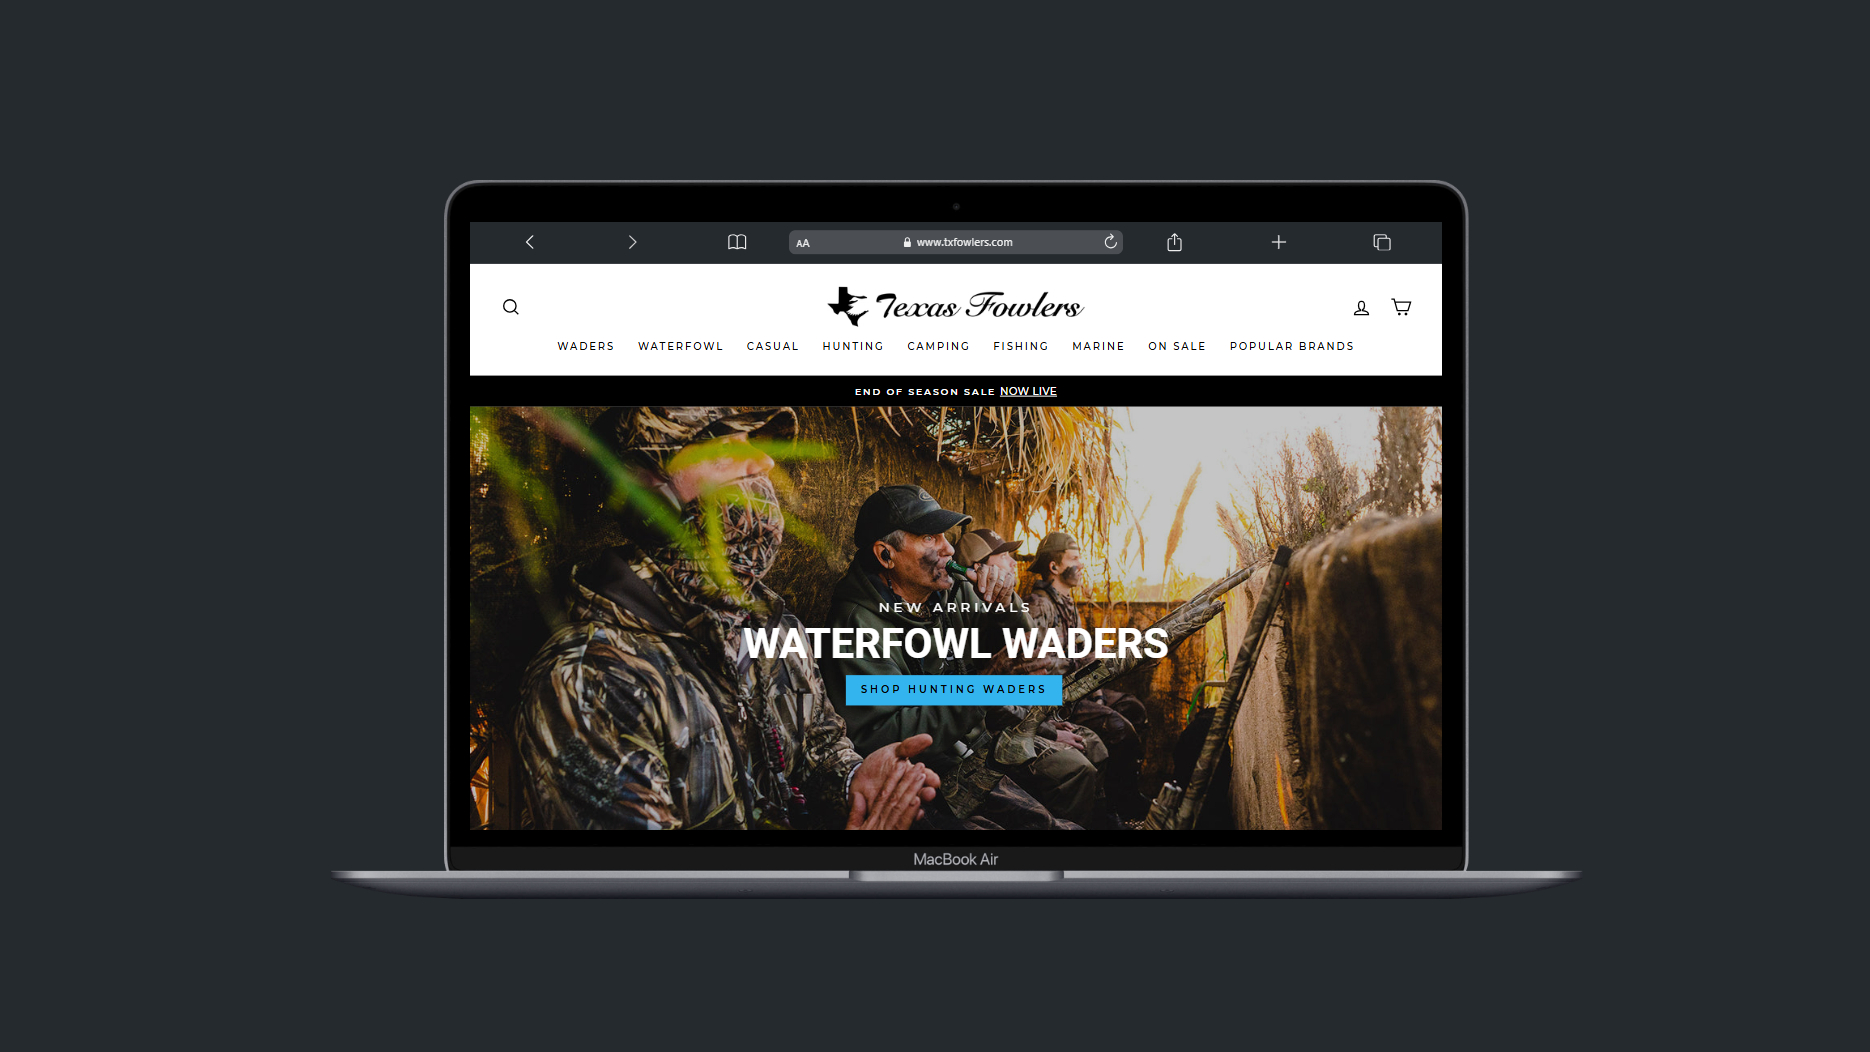 AA www.txfowlers.com
Texas Fowlers
WADERS WATERFOWL CASUAL HUNTING CAMPING FISHING MARINE ON SALE POPULAR BRANDS
END OF SEASON SALE NOW LIVE
NEW ARRIVALS
WATERFOWL WADERS
SHOP HUNTING WADERS
MacBook Air